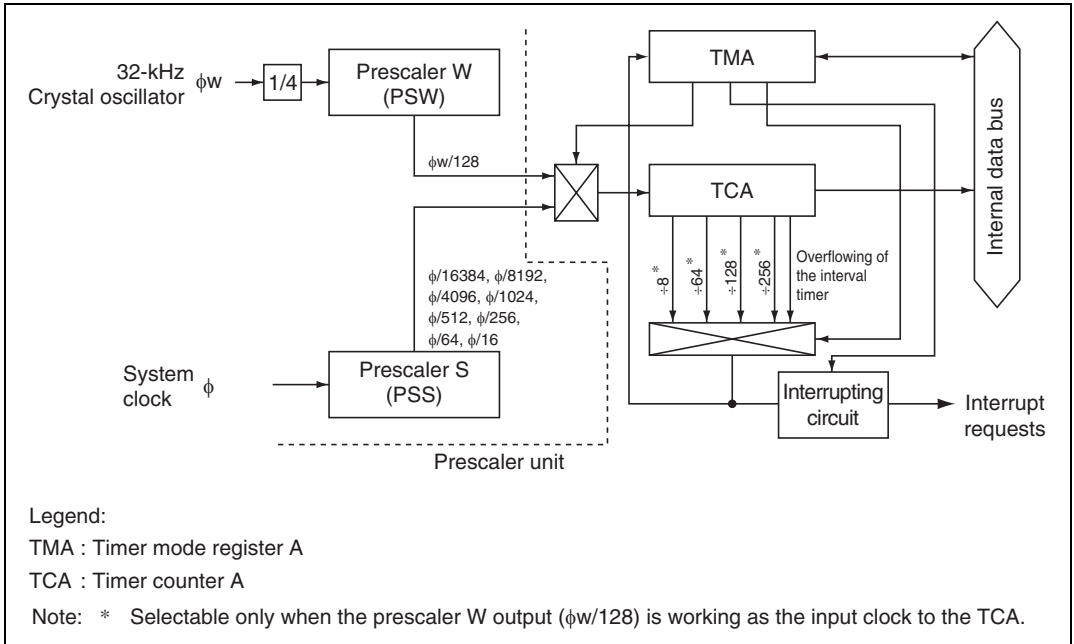 32-kHz
Crystal oscillator
ϕw
1/4
Prescaler W
(PSW)
ϕw/128
ϕ/16384, ϕ/8192,
ϕ/4096, ϕ/1024,
ϕ/512, ϕ/256,
ϕ/64, ϕ/16
System
clock
ϕ
Prescaler S
(PSS)
Prescaler unit
TMA
TCA
÷8*
÷64*
÷128*
÷256*
Overflowing of
the interval
timer
Interrupting
circuit
Interrupt
requests
Internal data bus
Legend:
TMA : Timer mode register A
TCA : Timer counter A
Note: * Selectable only when the prescaler W output (ϕw/128) is working as the input clock to the TCA.